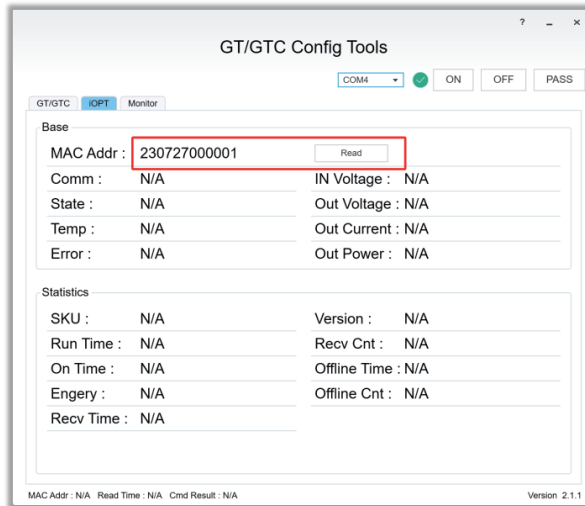 ? – ×
GT/GTC Config Tools
COM4 ON OFF PASS
GT/GTC iOPT Monitor
Base
MAC Addr : 230727000001 Read
Comm : N/A IN Voltage : N/A
State : N/A Out Voltage : N/A
Temp : N/A Out Current : N/A
Error : N/A Out Power : N/A
Statistics
SKU : N/A Version : N/A
Run Time : N/A Recv Cnt : N/A
On Time : N/A Offline Time : N/A
Engery : N/A Offline Cnt : N/A
Recv Time : N/A
MAC Addr : N/A Read Time : N/A Cmd Result : N/A Version 2.1.1